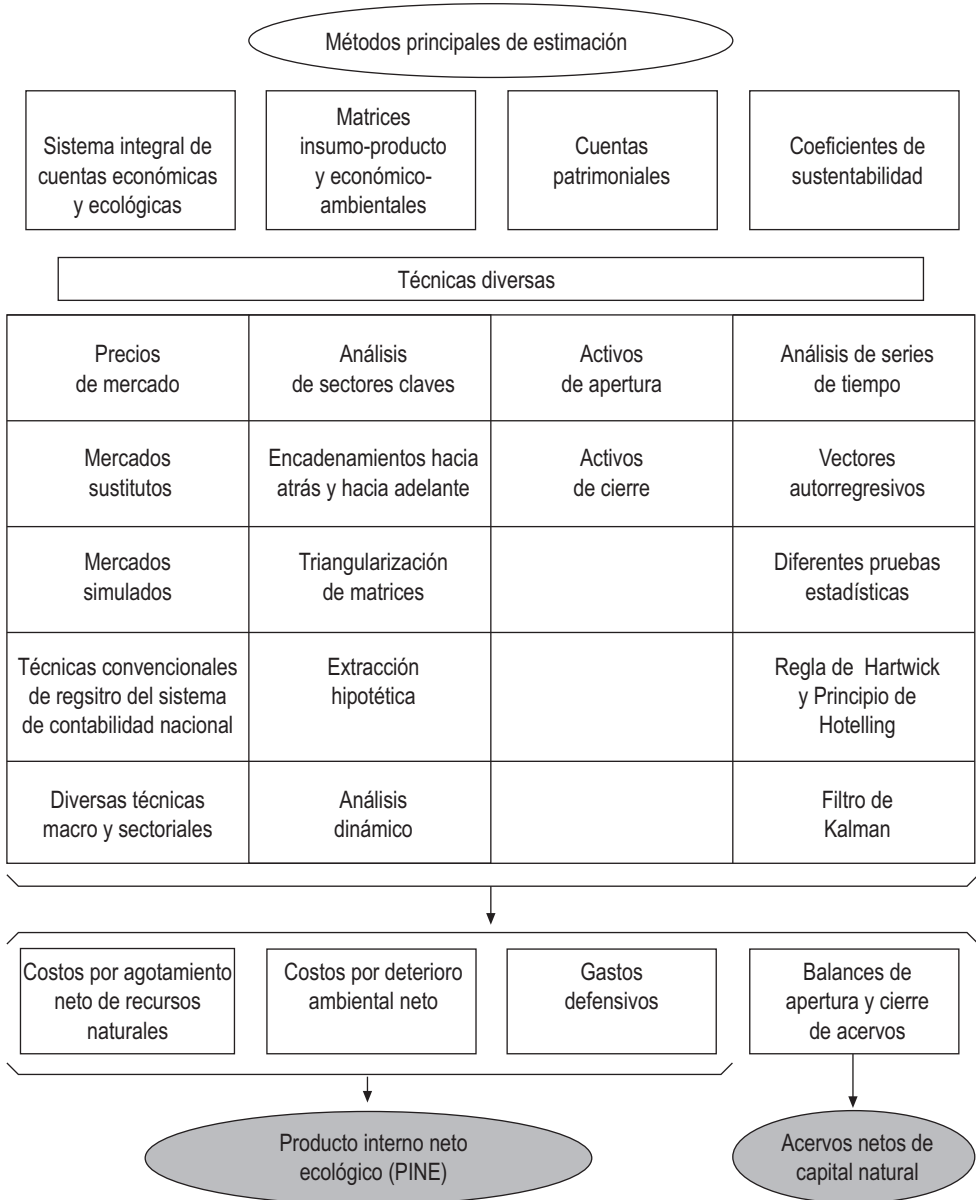 Métodos principales de estimación
Sistema integral de
cuentas económicas
y ecológicas
Matrices
insumo-producto
y económico-
ambientales
Cuentas
patrimoniales
Coeficientes de
sustentabilidad
Técnicas diversas
Precios
de mercado
Análisis
de sectores claves
Activos
de apertura
Análisis de series
de tiempo
Mercados
sustitutos
Encadenamientos hacia
atrás y hacia adelante
Activos
de cierre
Vectores
autorregresivos
Mercados
simulados
Triangularización
de matrices
Diferentes pruebas
estadísticas
Técnicas convencionales
de regsitro del sistema
de contabilidad nacional
Extracción
hipotética
Regla de Hartwick
y Principio de
Hotelling
Diversas técnicas
macro y sectoriales
Análisis
dinámico
Filtro de
Kalman
Costos por agotamiento
neto de recursos
naturales
Costos por deterioro
ambiental neto
Gastos
defensivos
Balances de
apertura y cierre
de acervos
Producto interno neto
ecológico (PINE)
Acervos netos de
capital natural